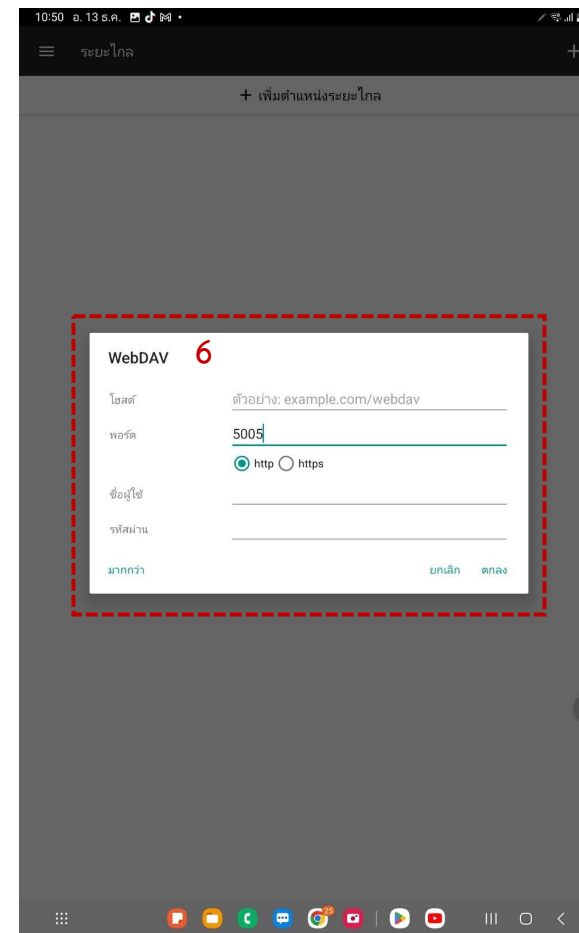 10:50 อ. 13 ธ.ค.
ระยะไกล
+ เพิ่มตำแหน่งระยะไกล
WebDAV 6
โฮสต์ ตัวอย่าง: example.com/webdav
พอร์ต 5005
http https
ชื่อผู้ใช้
รหัสผ่าน
มากกว่า ยกเลิก ตกลง
25